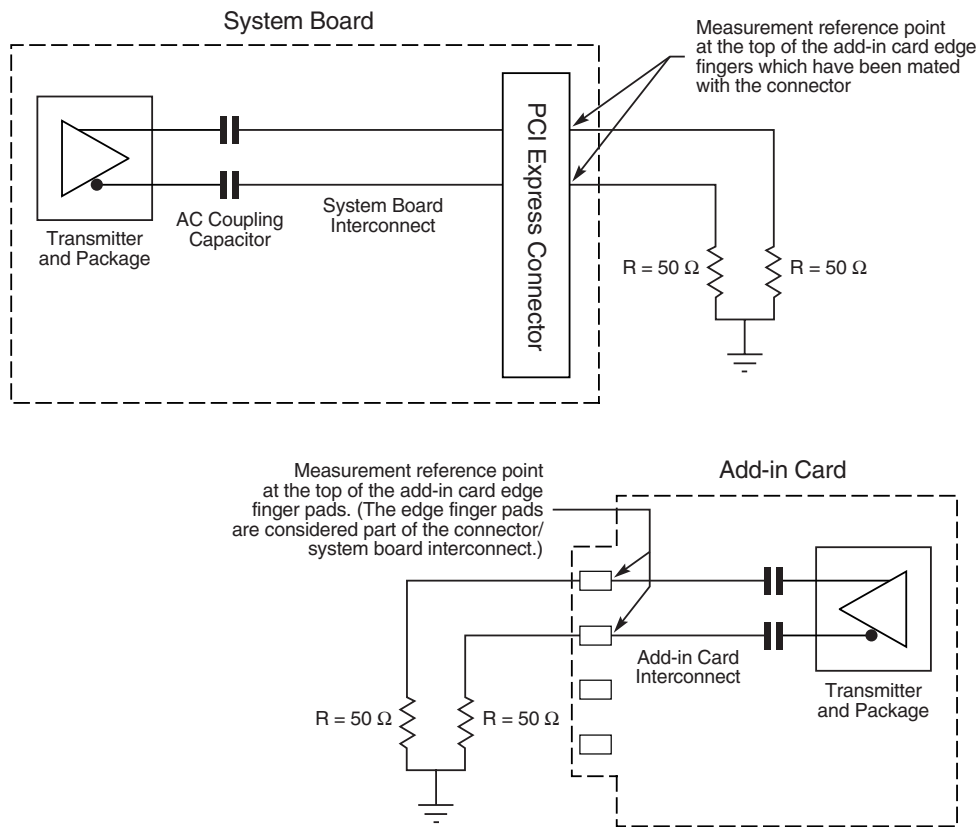 System Board
Measurement reference point
at the top of the add-in card edge
fingers which have been mated
with the connector
PCI Express Connector
Transmitter
and Package
AC Coupling
Capacitor
System Board
Interconnect
R = 50 Ω
R = 50 Ω
Measurement reference point
at the top of the add-in card edge
finger pads. (The edge finger pads
are considered part of the connector/
system board interconnect.)
Add-in Card
Add-in Card
Interconnect
Transmitter
and Package
R = 50 Ω
R = 50 Ω